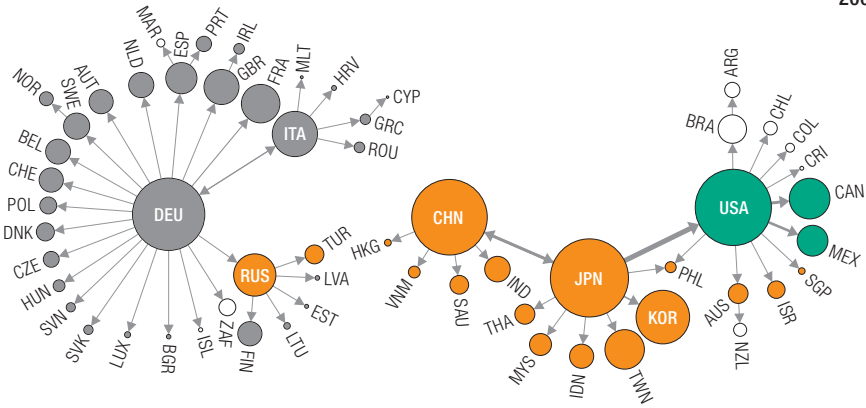 200
MAR
ESP
PRT
IRL
NLD
GBR
FRA
MLT
HRV
CYP
GRC
ROU
ITA
NOR
SWE
AUT
BEL
CHE
POL
DNK
CZE
HUN
SVN
SVK
LUX
BGR
ISL
ZAF
FIN
LTU
EST
LVA
TUR
RUS
DEU
CHN
HKG
VNM
SAU
IND
JPN
THA
MYS
IDN
TWN
KOR
PHL
USA
ARG
BRA
CHL
COL
CRI
CAN
MEX
SGP
ISR
AUS
NZL